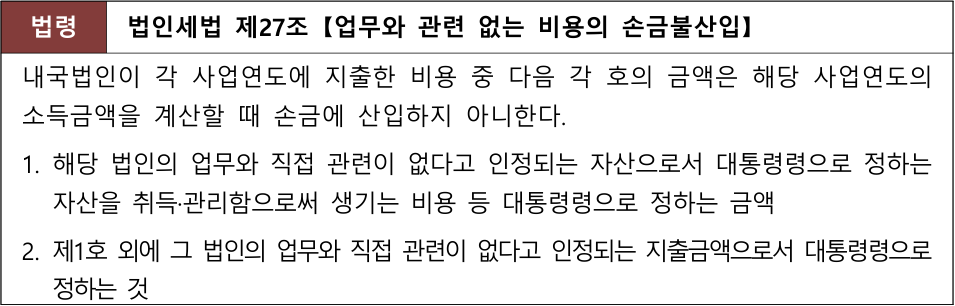 법령 법인세법 제27조【업무와 관련 없는 비용의 손금불산입】
내국법인이 각 사업연도에 지출한 비용 중 다음 각 호의 금액은 해당 사업연도의
소득금액을 계산할 때 손금에 산입하지 아니한다.
1. 해당 법인의 업무와 직접 관련이 없다고 인정되는 자산으로서 대통령령으로 정하는
자산을 취득·관리함으로써 생기는 비용 등 대통령령으로 정하는 금액
2. 제1호 외에 그 법인의 업무와 직접 관련이 없다고 인정되는 지출금액으로서 대통령령으로
정하는 것